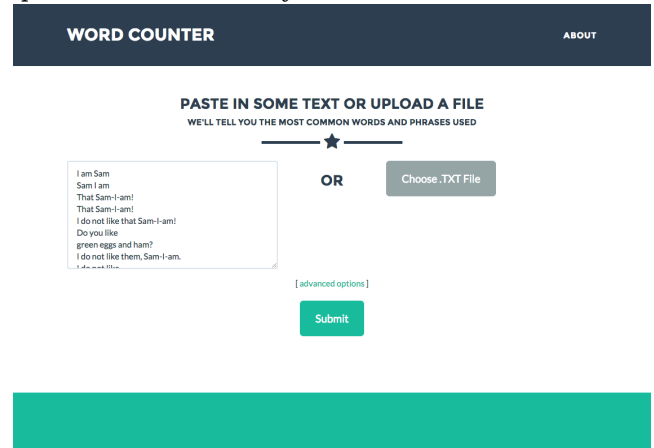 WORD COUNTER
ABOUT
PASTE IN SOME TEXT OR UPLOAD A FILE
WE'LL TELL YOU THE MOST COMMON WORDS AND PHRASES USED
I am Sam
Sam I am
That Sam-I-am!
That Sam-I-am!
I do not like that Sam-I-am!
Do you like
green eggs and ham?
I do not like them, Sam-I-am.
I do not like
OR
Choose .TXT File
[ advanced options ]
Submit